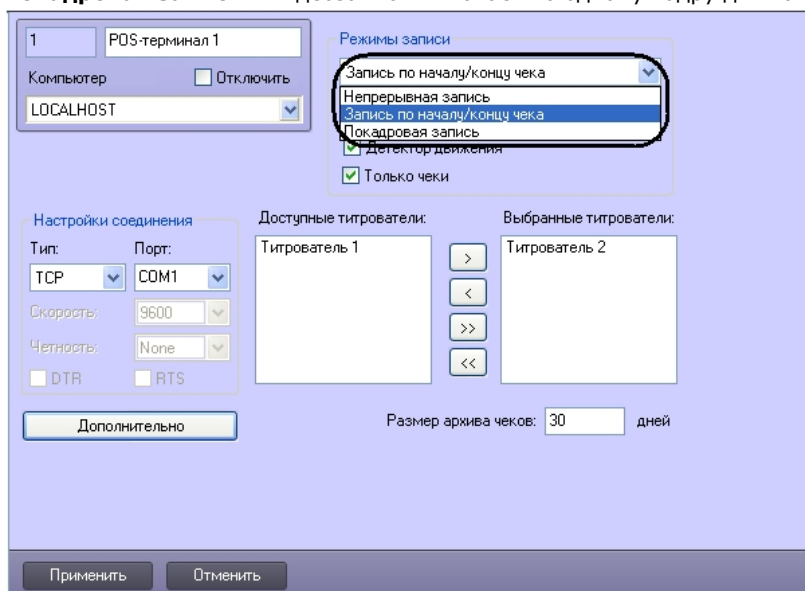 1
POS-терминал 1
Компьютер
Отключить
LOCALHOST
Режимы записи
Запись по началу/концу чека
Непрерывная запись
Запись по началу/концу чека
Покадровая запись
Детектор движения
Только чеки
Настройки соединения
Тип:
Порт:
TCP
COM1
Скорость:
9600
Четность:
None
DTR
RTS
Дополнительно
Доступные титрователи:
Титрователь 1
>
<
>>
<<
Выбранные титрователи:
Титрователь 2
Размер архива чеков:
30
дней
Применить
Отменить